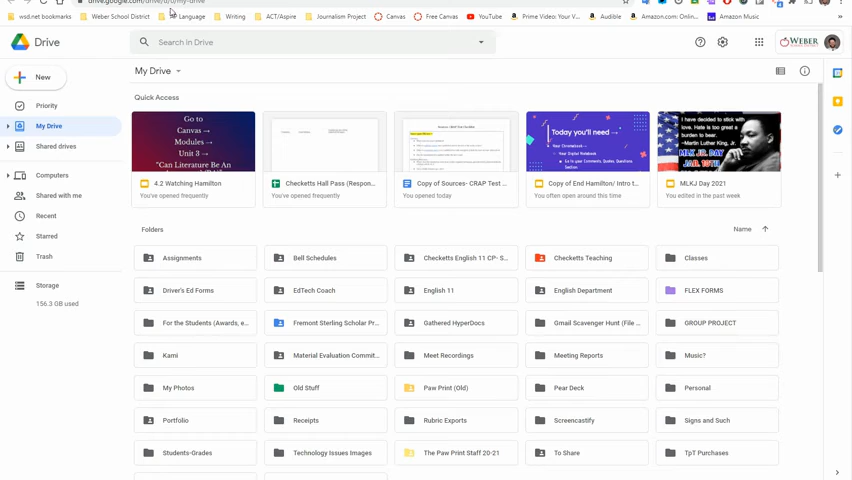 drive.google.com/drive/u/0/my-drive
wsd.net bookmarks Weber School District AP Language Writing ACT/Aspire Journalism Project Canvas Canvas Free Canva YouTube Prime Video: Your V... Audible Amazon.com: Onlin... Amazon Music
Drive
Search in Drive
WEBER
New
My Drive
Priority
Quick Access
My Drive
Shared drives
Computers
Shared with me
Recent
Starred
Trash
Storage
156.3 GB used
Go to
Canvas →
Modules →
Unit 3 →
"Can Literature Be An
4.2 Watching Hamilton
You've opened frequently
Checketts Hall Pass (Respon...
You've opened frequently
Copy of Sources- CRAP Test ...
You opened today
Today you'll need →
Your Chromebook →
Your Digital Notebook
Copy of End Hamilton/ Intro t...
You often open around this time
I have decided to stick with
love. Hate is too great a
burden to bear.
-Martin Luther King, Jr.
MLK JR. DAY
JAN. 18TH
MLKJ Day 2021
You've opened in the past week
Folders
Name
Assignments Bell Schedules Checketts English 11 CP- S... Checketts Teaching Classes
Driver's Ed Forms EdTech Coach English 11 English Department FLEX FORMS
For the Students (Awards, e... Fremont Sterling Scholar Pr... Gathered HyperDocs Gmail Scavenger Hunt (File ... GROUP PROJECT
Kami Material Evaluation Commit... Meet Recordings Meeting Reports Music?
My Photos Old Stuff Paw Print (Old) Pear Deck Personal
Portfolio Receipts Rubric Exports Screencastify Signs and Such
Students-Grades Technology Issues Images The Paw Print Staff 20-21 To Share TpT Purchases